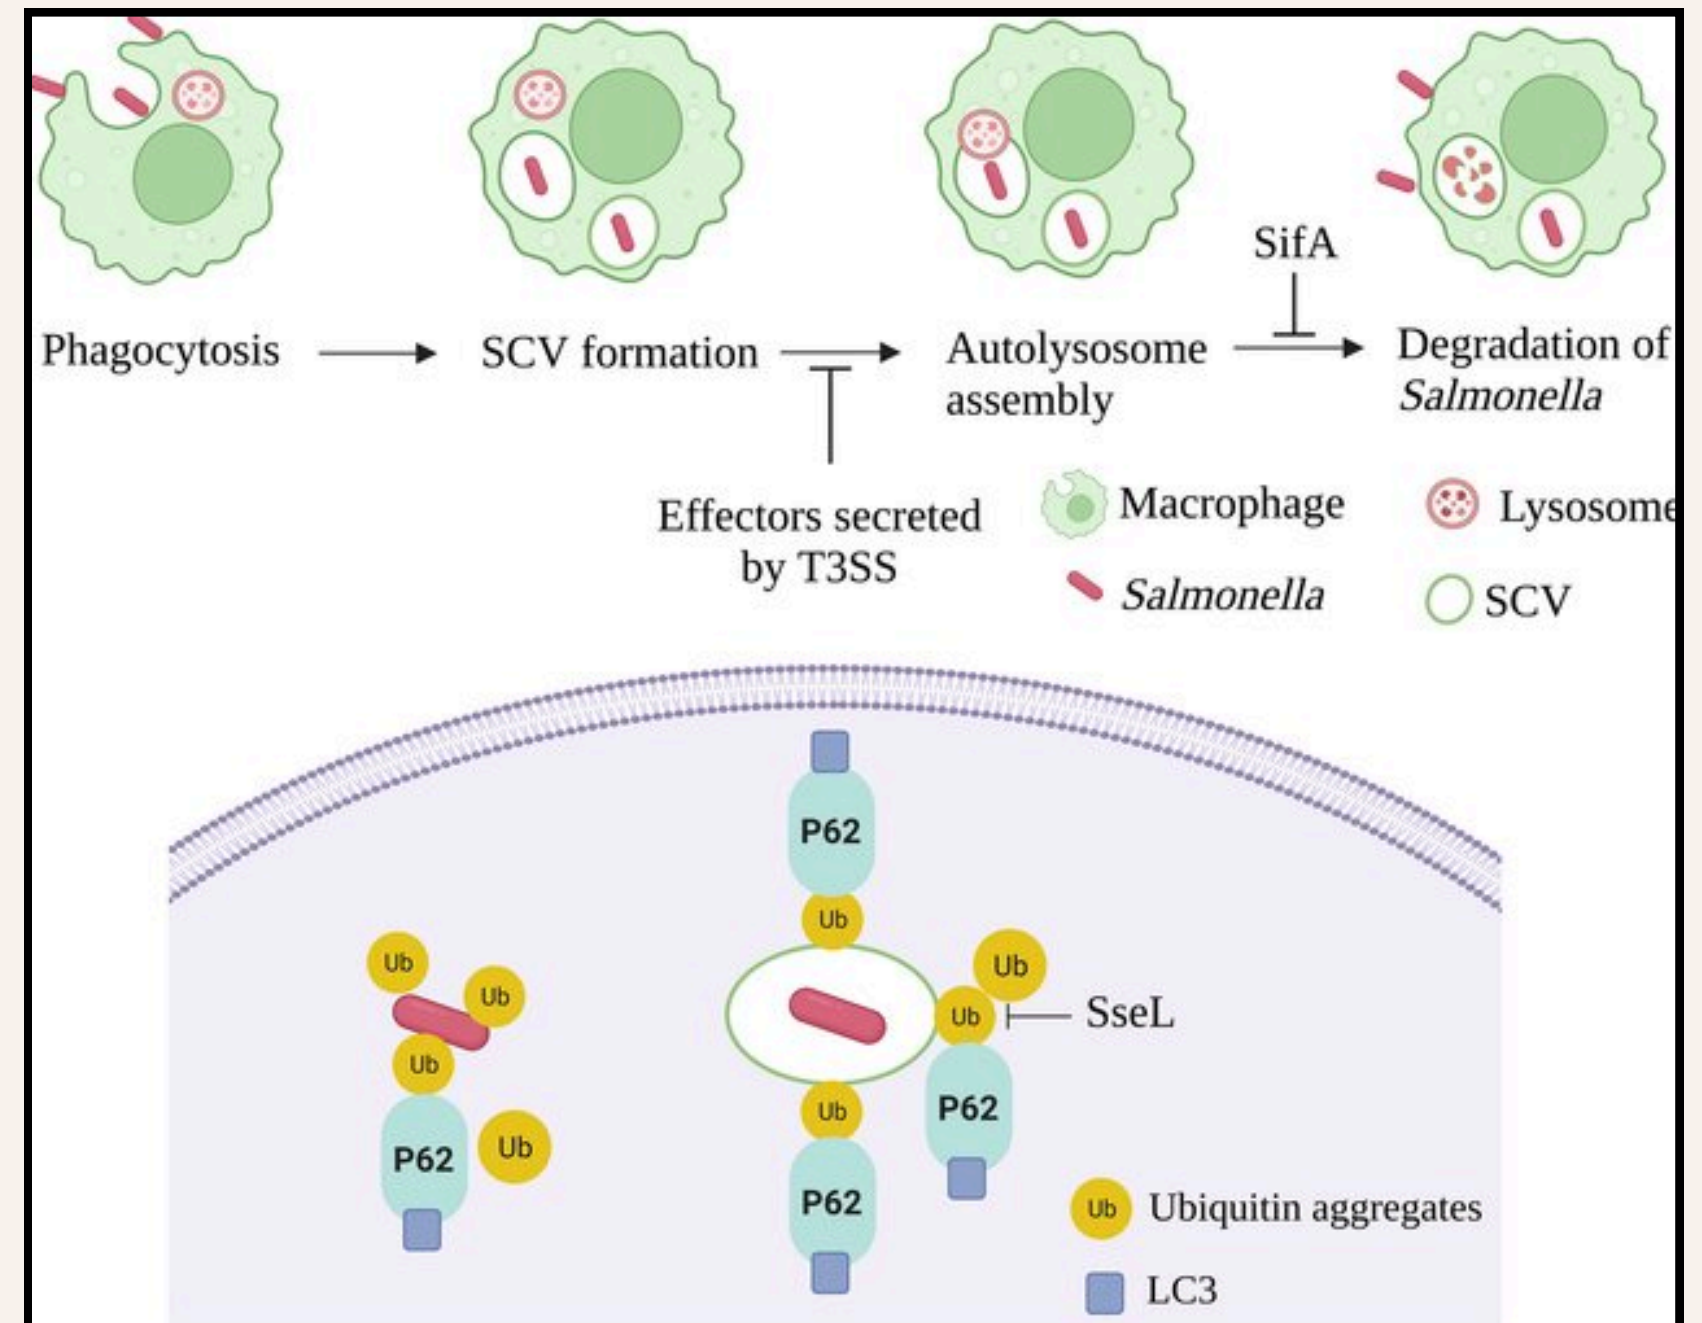 SifA
Phagocytosis
SCV formation
Autolysosome
assembly
Degradation of
Salmonella
Effectors secreted
by T3SS
Macrophage
Lysosome
Salmonella
SCV
P62
Ub
Ub
Ub
Ub
Ub
SseL
Ub
Ub
P62
P62
Ub
P62
Ub Ubiquitin aggregates
LC3